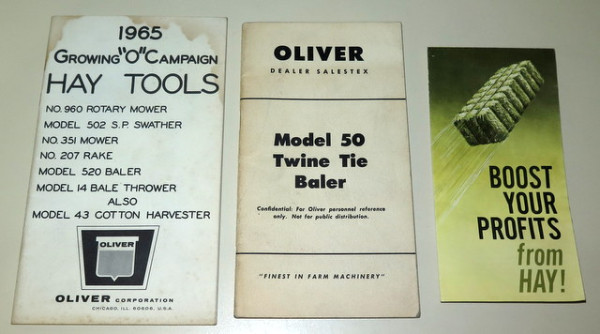 1965
GROWING "O" CAMPAIGN
HAY TOOLS
NO. 960 ROTARY MOWER
MODEL 502 S.P. SWATHER
NO. 351 MOWER
NO. 207 RAKE
MODEL 520 BALER
MODEL 14 BALE THROWER
ALSO
MODEL 43 COTTON HARVESTER
OLIVER
OLIVER CORPORATION
CHICAGO, ILL. 60606, U.S.A.
OLIVER
DEALER SALESTEX
Model 50
Twine Tie
Baler
Confidential: For Oliver personnel reference
only. Not for public distribution.
"FINEST IN FARM MACHINERY"
BOOST
YOUR
PROFITS
from
HAY!